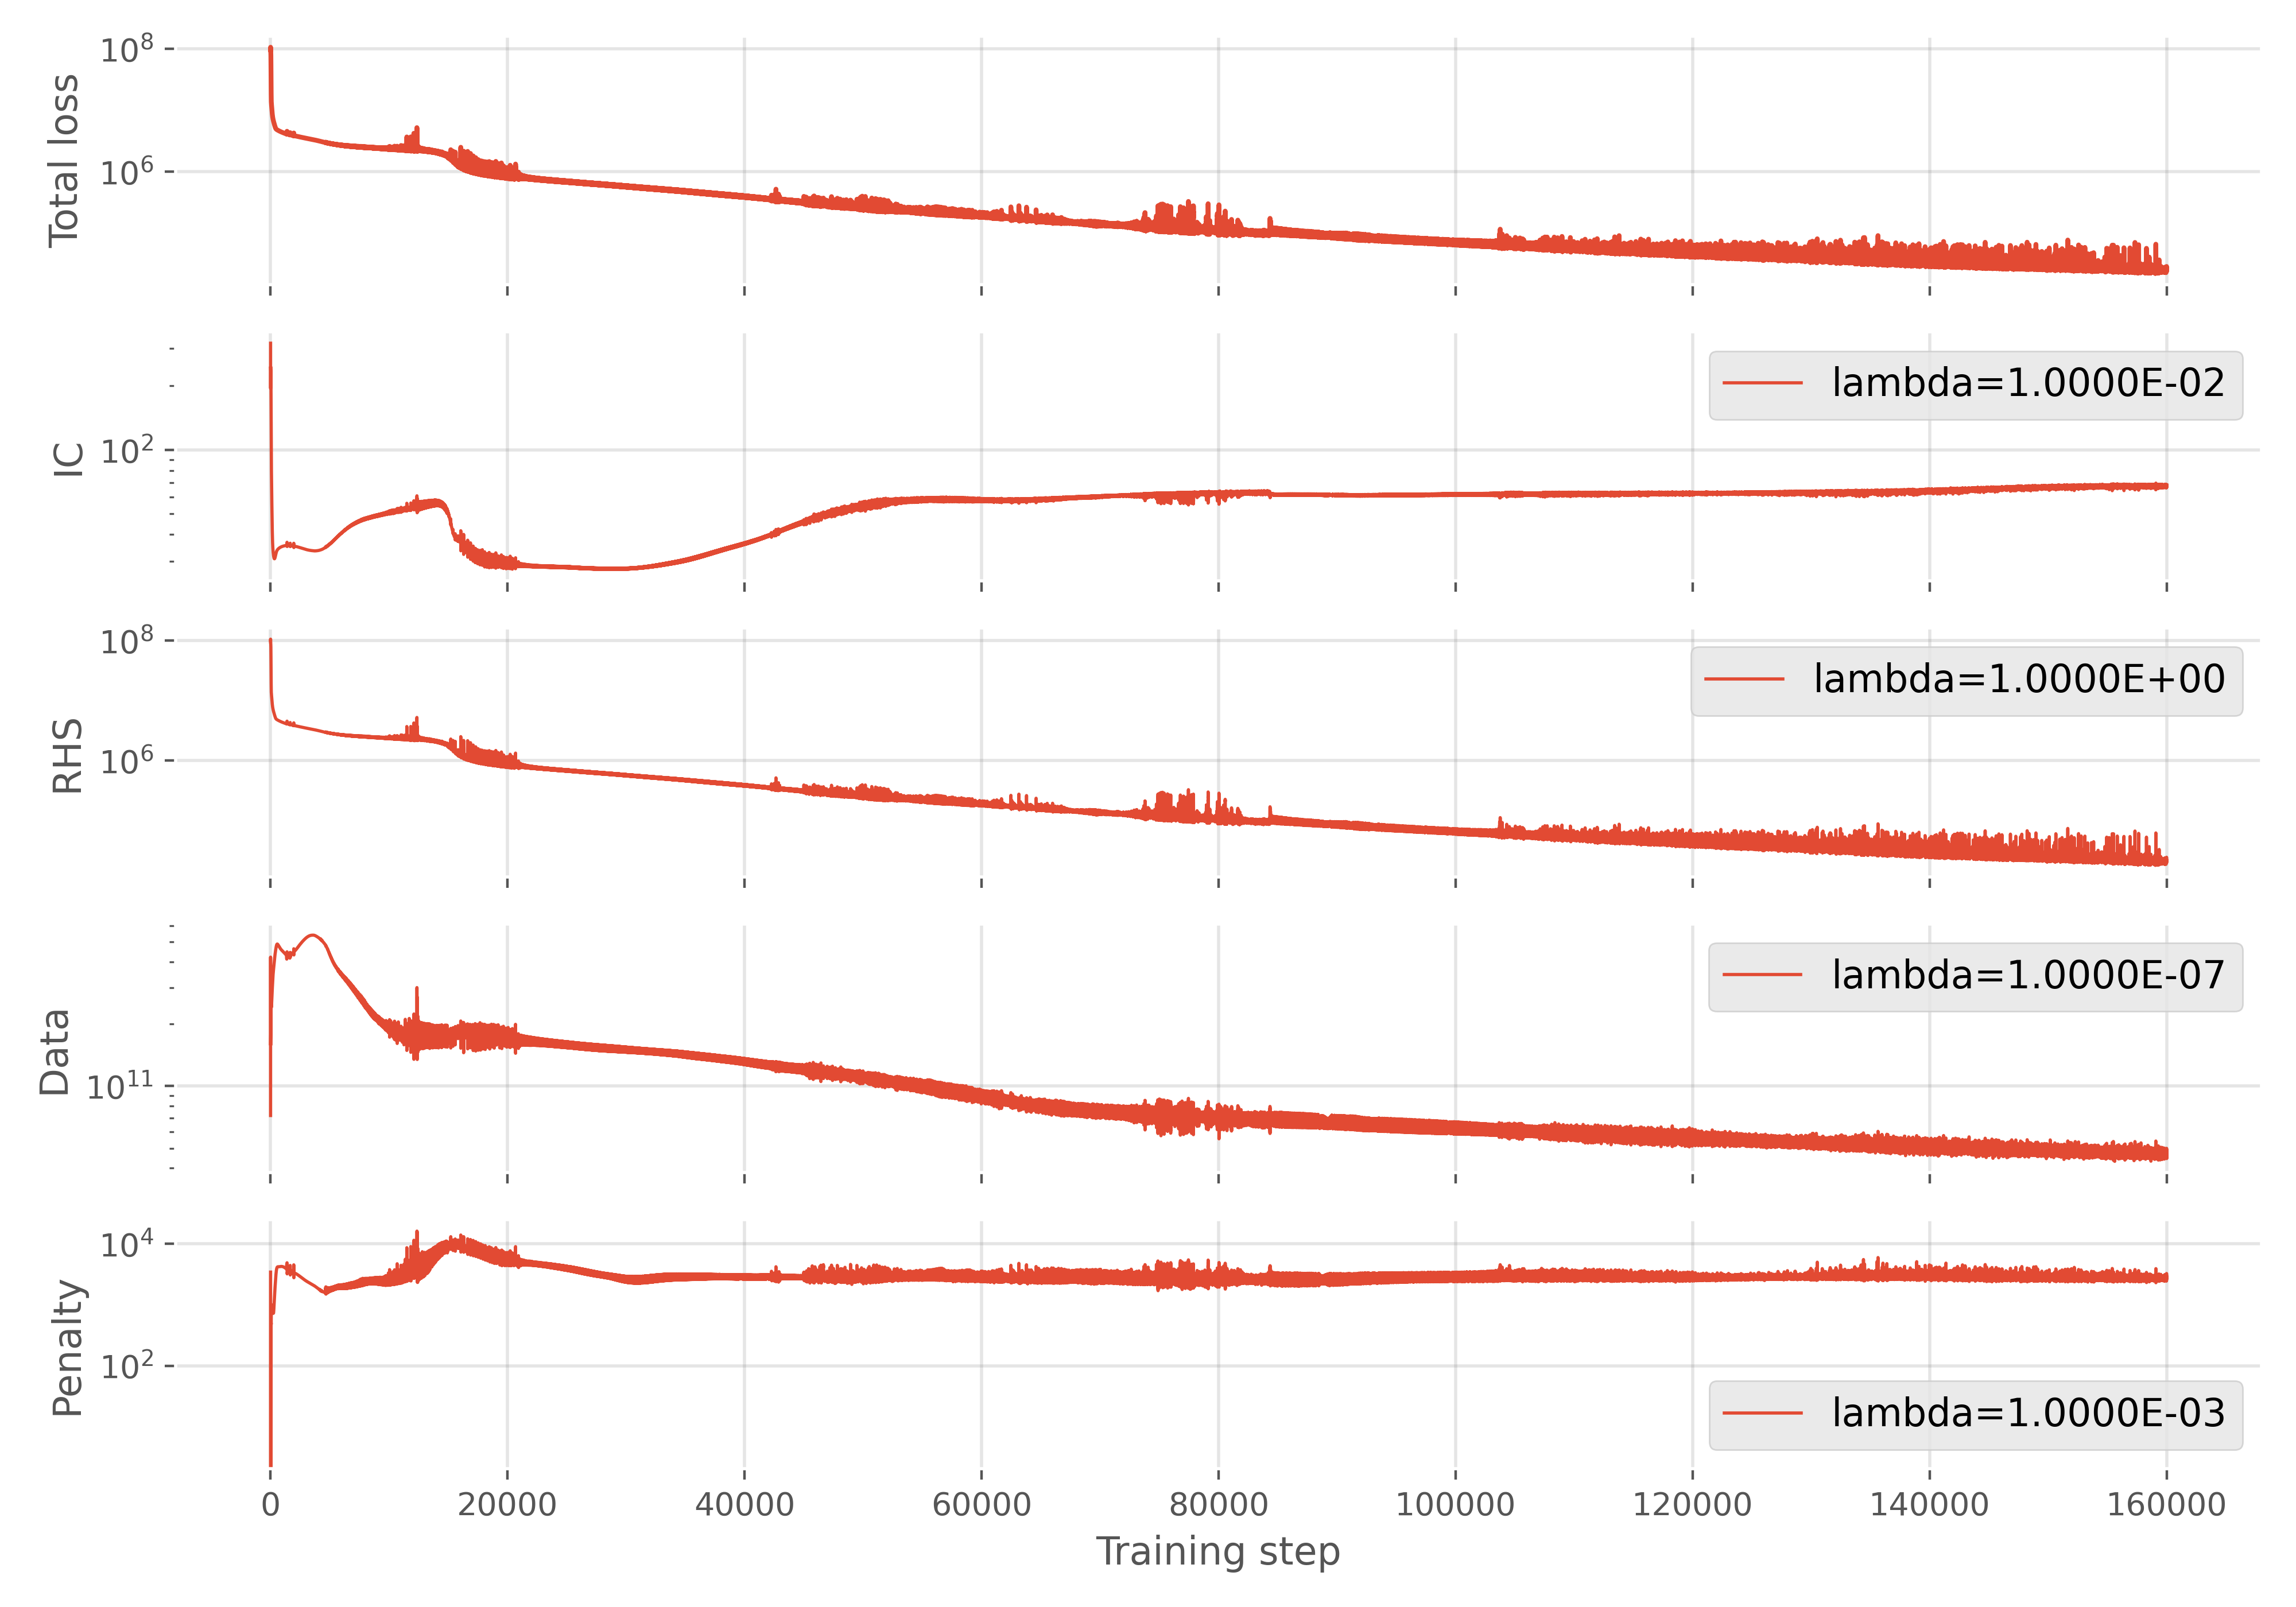 Total loss
10^8
10^6
IC
10^2
lambda=1.0000E-02
RHS
10^8
10^6
lambda=1.0000E+00
Data
10^11
lambda=1.0000E-07
Penalty
10^4
10^2
lambda=1.0000E-03
0 20000 40000 60000 80000 100000 120000 140000 160000
Training step